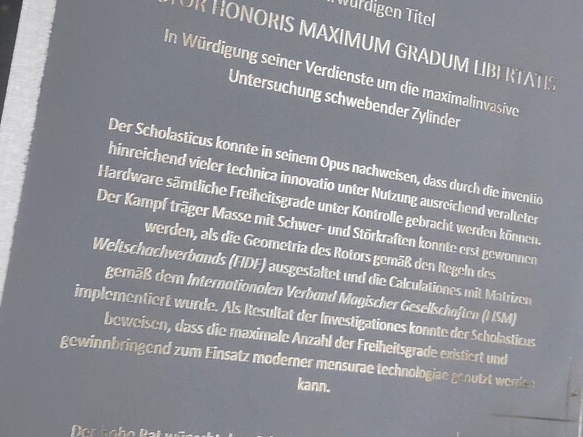 würdigen Titel
TOR HONORIS MAXIMUM GRADUM LIBERTATIS
In Würdigung seiner Verdienste um die maximalinvasive
Untersuchung schwebender Zylinder
Der Scholasticus konnte in seinem Opus nachweisen, dass durch die inventio
hinreichend vieler technica innovatio unter Nutzung ausreichend veralteter
Hardware sämtliche Freiheitsgrade unter Kontrolle gebracht werden können.
Der Kampf träger Masse mit Schwer- und Störkraften konnte erst gewonnen
werden, als die Geometria des Rotors gemäß den Regeln des
Weltschachverbands (FIDE) ausgestaltet und die Calculationes mit Matrizen
gemäß dem Internationalen Verband Magischer Gesellschaften
implementiert wurde. Als Resultat der Investigationes konnte der Scholasticus
beweisen, dass die maximale Anzahl der Freiheitsgrade existiert und
gewinnbringend zum Einsatz moderner mensurae technologiae genutzt werden
kann.
Der hohe Rat